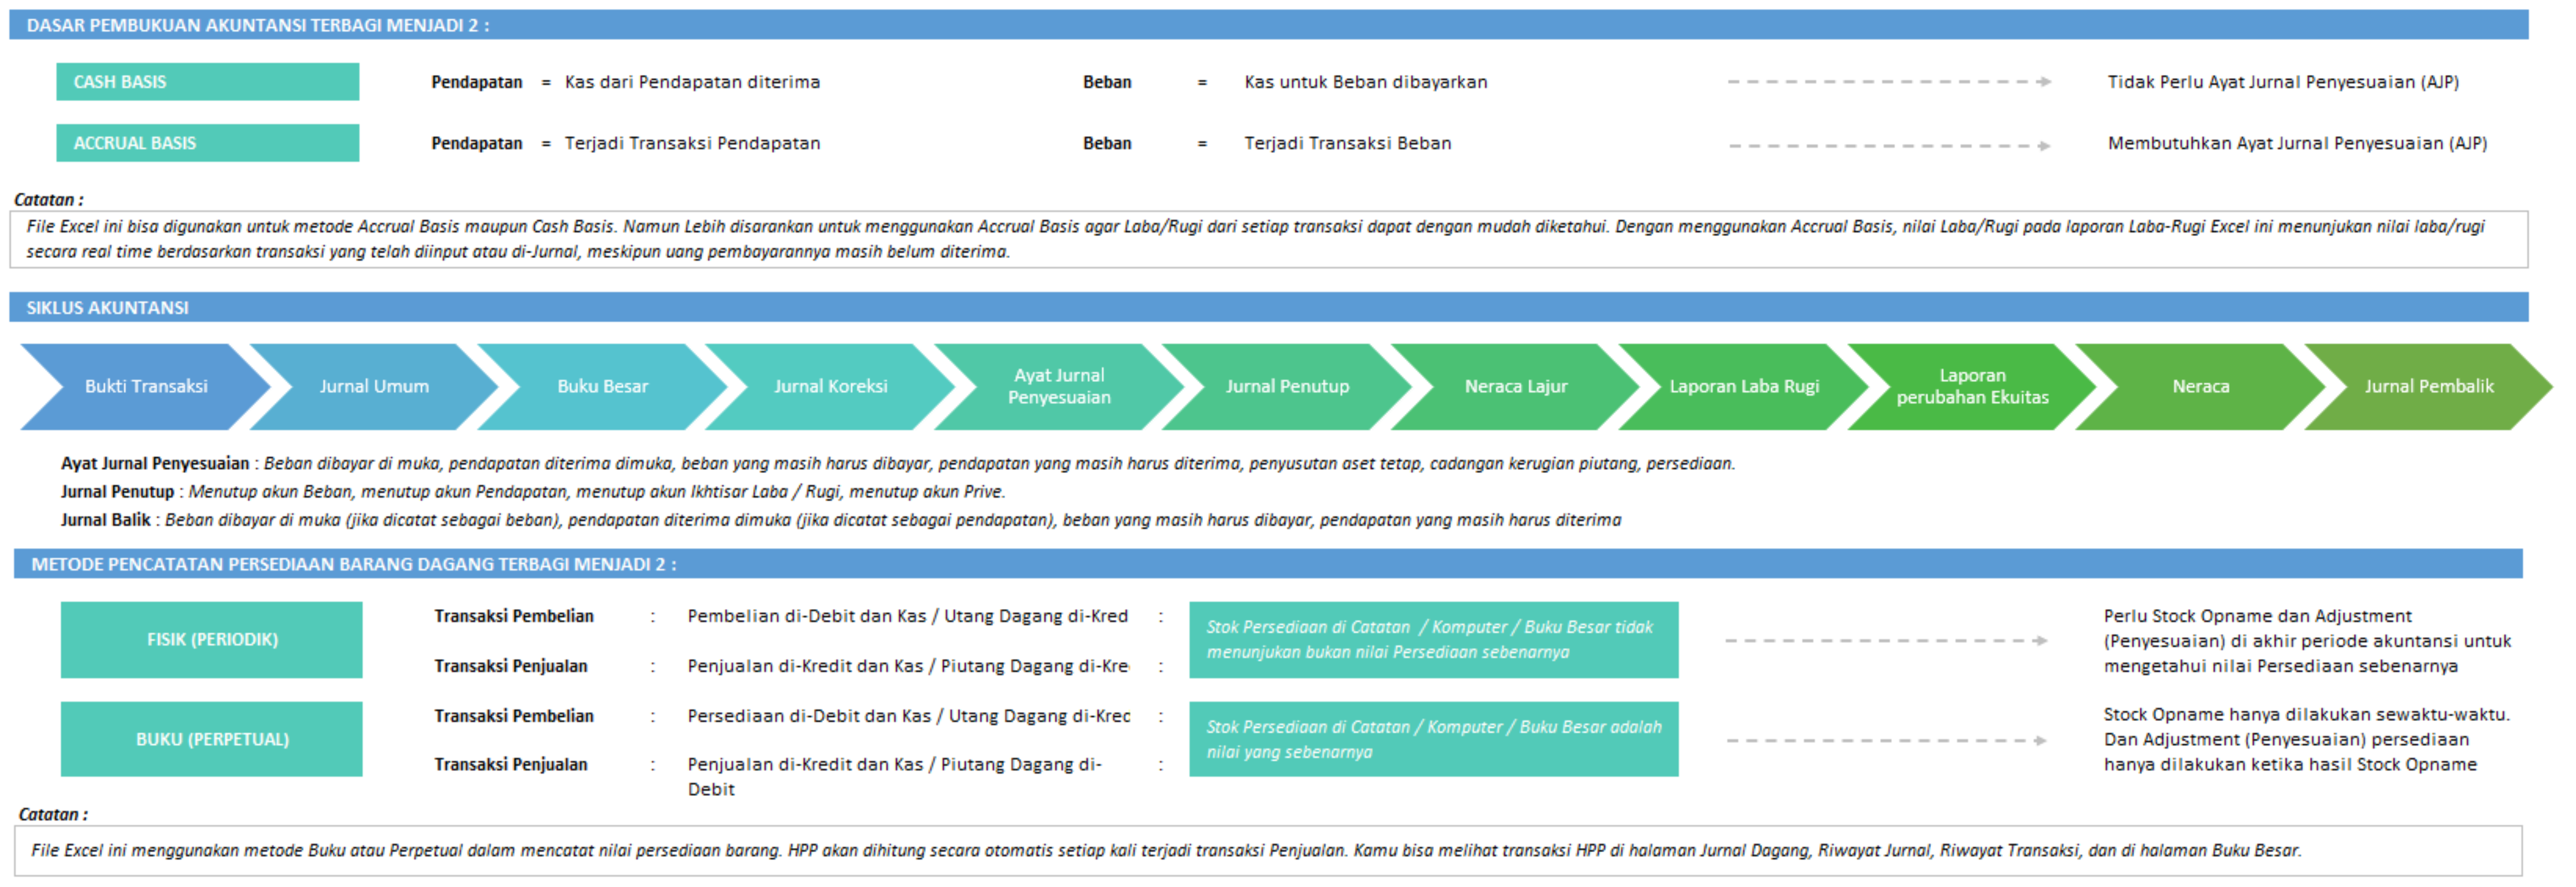 DASAR PEMBUKUAN AKUNTANSI TERBAGI MENJADI 2 :
CASH BASIS
Pendapatan = Kas dari Pendapatan diterima
Beban = Kas untuk Beban dibayarkan
Tidak Perlu Ayat Jurnal Penyesuaian (AJP)
ACCRUAL BASIS
Pendapatan = Terjadi Transaksi Pendapatan
Beban = Terjadi Transaksi Beban
Membutuhkan Ayat Jurnal Penyesuaian (AJP)
Catatan :
File Excel ini bisa digunakan untuk metode Accrual Basis maupun Cash Basis. Namun Lebih disarankan untuk menggunakan Accrual Basis agar Laba/Rugi dari setiap transaksi dapat dengan mudah diketahui. Dengan menggunakan Accrual Basis, nilai Laba/Rugi pada laporan Laba-Rugi Excel ini menunjukan nilai laba/rugi
secara real time berdasarkan transaksi yang telah diinput atau di-Jurnal, meskipun uang pembayarannya masih belum diterima.
SIKLUS AKUNTANSI
Bukti Transaksi
Jurnal Umum
Buku Besar
Jurnal Koreksi
Ayat Jurnal
Penyesuaian
Jurnal Penutup
Neraca Lajur
Laporan Laba Rugi
Laporan
perubahan Ekuitas
Neraca
Jurnal Pembalik
Ayat Jurnal Penyesuaian : Beban dibayar di muka, pendapatan diterima dimuka, beban yang masih harus dibayar, pendapatan yang masih harus diterima, penyusutan aset tetap, cadangan kerugian piutang, persediaan.
Jurnal Penutup : Menutup akun Beban, menutup akun Pendapatan, menutup akun Ikhtisar Laba / Rugi, menutup akun Prive.
Jurnal Balik : Beban dibayar di muka (jika dicatat sebagai beban), pendapatan diterima dimuka (jika dicatat sebagai pendapatan), beban yang masih harus dibayar, pendapatan yang masih harus diterima
METODE PENCATATAN PERSEDIAAN BARANG DAGANG TERBAGI MENJADI 2 :
FISIK (PERIODIK)
Transaksi Pembelian : Pembelian di-Debit dan Kas / Utang Dagang di-Kred :
Transaksi Penjualan : Penjualan di-Kredit dan Kas / Piutang Dagang di-Kre :
Stok Persediaan di Catatan / Komputer / Buku Besar tidak
menunjukan bukan nilai Persediaan sebenarnya
Perlu Stock Opname dan Adjustment
(Penyesuaian) di akhir periode akuntansi untuk
mengetahui nilai Persediaan sebenarnya
BUKU (PERPETUAL)
Transaksi Pembelian : Persediaan di-Debit dan Kas / Utang Dagang di-Krec :
Transaksi Penjualan : Penjualan di-Kredit dan Kas / Piutang Dagang di- :
Debit
Stok Persediaan di Catatan / Komputer / Buku Besar adalah
nilai yang sebenarnya
Stock Opname hanya dilakukan sewaktu-waktu.
Dan Adjustment (Penyesuaian) persediaan
hanya dilakukan ketika hasil Stock Opname
Catatan :
File Excel ini menggunakan metode Buku atau Perpetual dalam mencatat nilai persediaan barang. HPP akan dihitung secara otomatis setiap kali terjadi transaksi Penjualan. Kamu bisa melihat transaksi HPP di halaman Jurnal Dagang, Riwayat Jurnal, Riwayat Transaksi, dan di halaman Buku Besar.